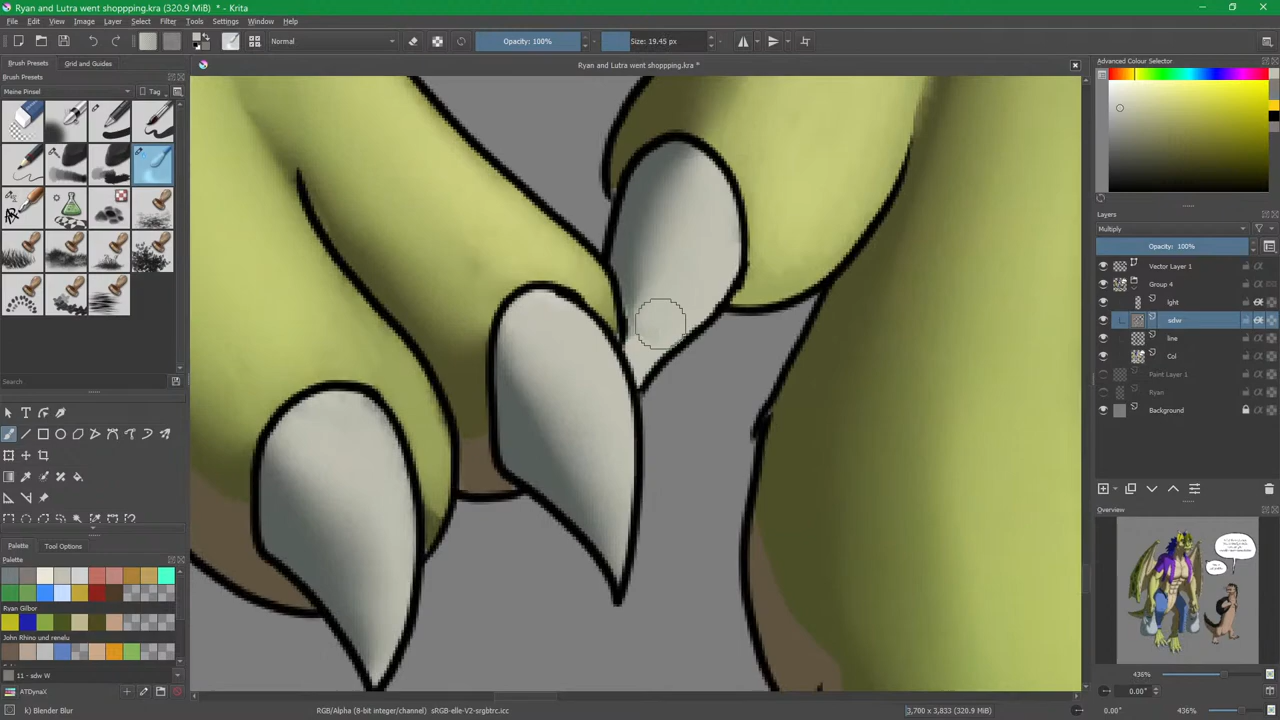 Ryan and Lutra went shoppping.kra (320.9 MiB) * - Krita
File Edit View Image Layer Select Filter Tools Settings Window Help
Normal
Opacity: 100%
Size: 19.45 px
Brush Presets
Grid and Guides
Ryan and Lutra went shoppping.kra *
Advanced Colour Selector
Brush Presets
Meine Pinsel
Tag
Search
Palette
Tool Options
Palette
Ryan Gilbor
John Rhino und renelu
11 - sdw W
ATDynaX
k) Blender Blur
RGB/Alpha (8-bit integer/channel) sRGB-elle-V2-srgbtrc.icc
3,700 x 3,833 (320.9 MiB)
0.00°
436%
Layers
Multiply
Opacity: 100%
Vector Layer 1
Group 4
lght
sdw
line
Col
Paint Layer 1
Ryan
Background
Overview
436%
0.00°